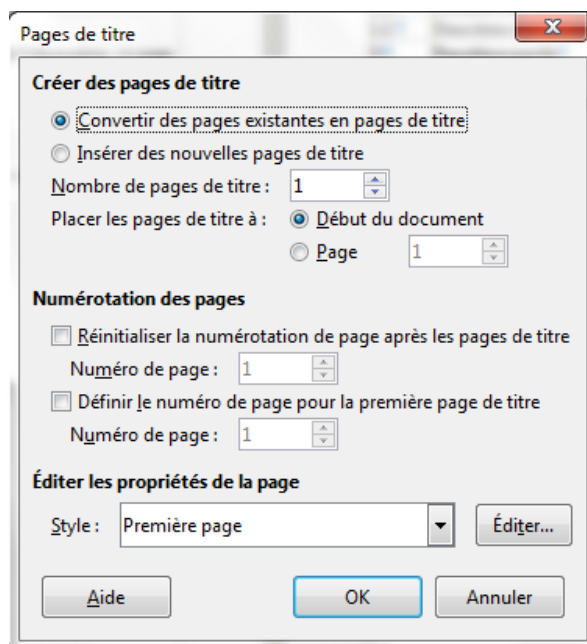 Pages de titre
Créer des pages de titre
Convertir des pages existantes en pages de titre
Insérer des nouvelles pages de titre
Nombre de pages de titre : 1
Placer les pages de titre à : Début du document
Page 1
Numérotation des pages
Réinitialiser la numérotation de page après les pages de titre
Numéro de page : 1
Définir le numéro de page pour la première page de titre
Numéro de page : 1
Éditer les propriétés de la page
Style : Première page Éditer...
Aide OK Annuler